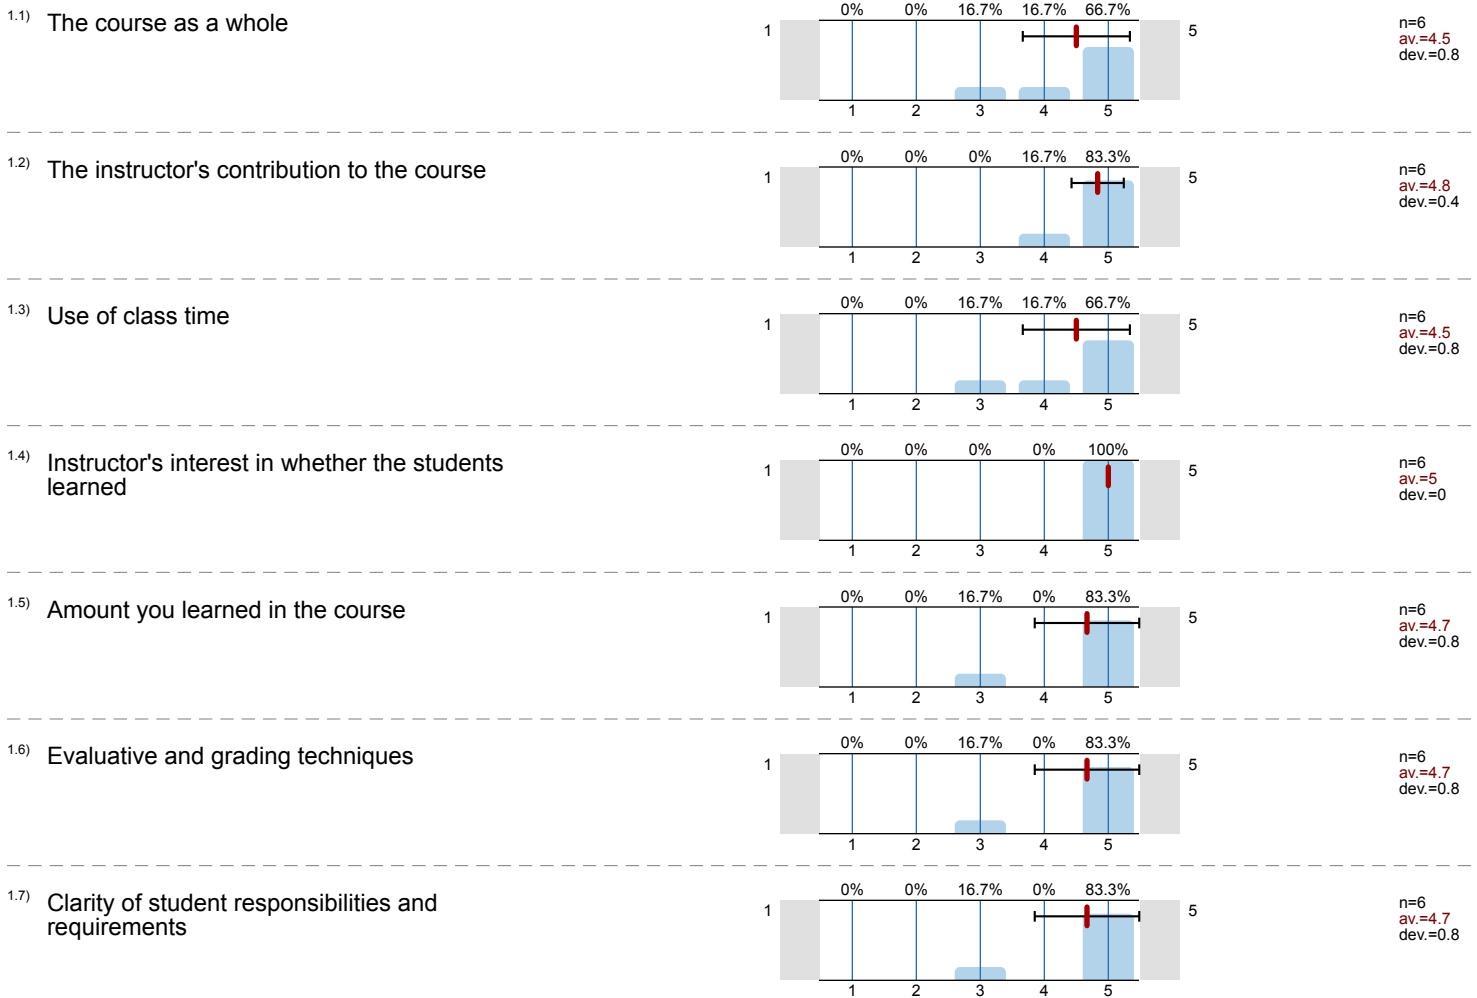 1.1) The course as a whole
0% 0% 16.7% 16.7% 66.7%
1 5
1 2 3 4 5
n=6
av.=4.5
dev.=0.8
1.2) The instructor's contribution to the course
0% 0% 0% 16.7% 83.3%
1 5
1 2 3 4 5
n=6
av.=4.8
dev.=0.4
1.3) Use of class time
0% 0% 16.7% 16.7% 66.7%
1 5
1 2 3 4 5
n=6
av.=4.5
dev.=0.8
1.4) Instructor's interest in whether the students
learned
0% 0% 0% 0% 100%
1 5
1 2 3 4 5
n=6
av.=5
dev.=0
1.5) Amount you learned in the course
0% 0% 16.7% 0% 83.3%
1 5
1 2 3 4 5
n=6
av.=4.7
dev.=0.8
1.6) Evaluative and grading techniques
0% 0% 16.7% 0% 83.3%
1 5
1 2 3 4 5
n=6
av.=4.7
dev.=0.8
1.7) Clarity of student responsibilities and
requirements
0% 0% 16.7% 0% 83.3%
1 5
1 2 3 4 5
n=6
av.=4.7
dev.=0.8